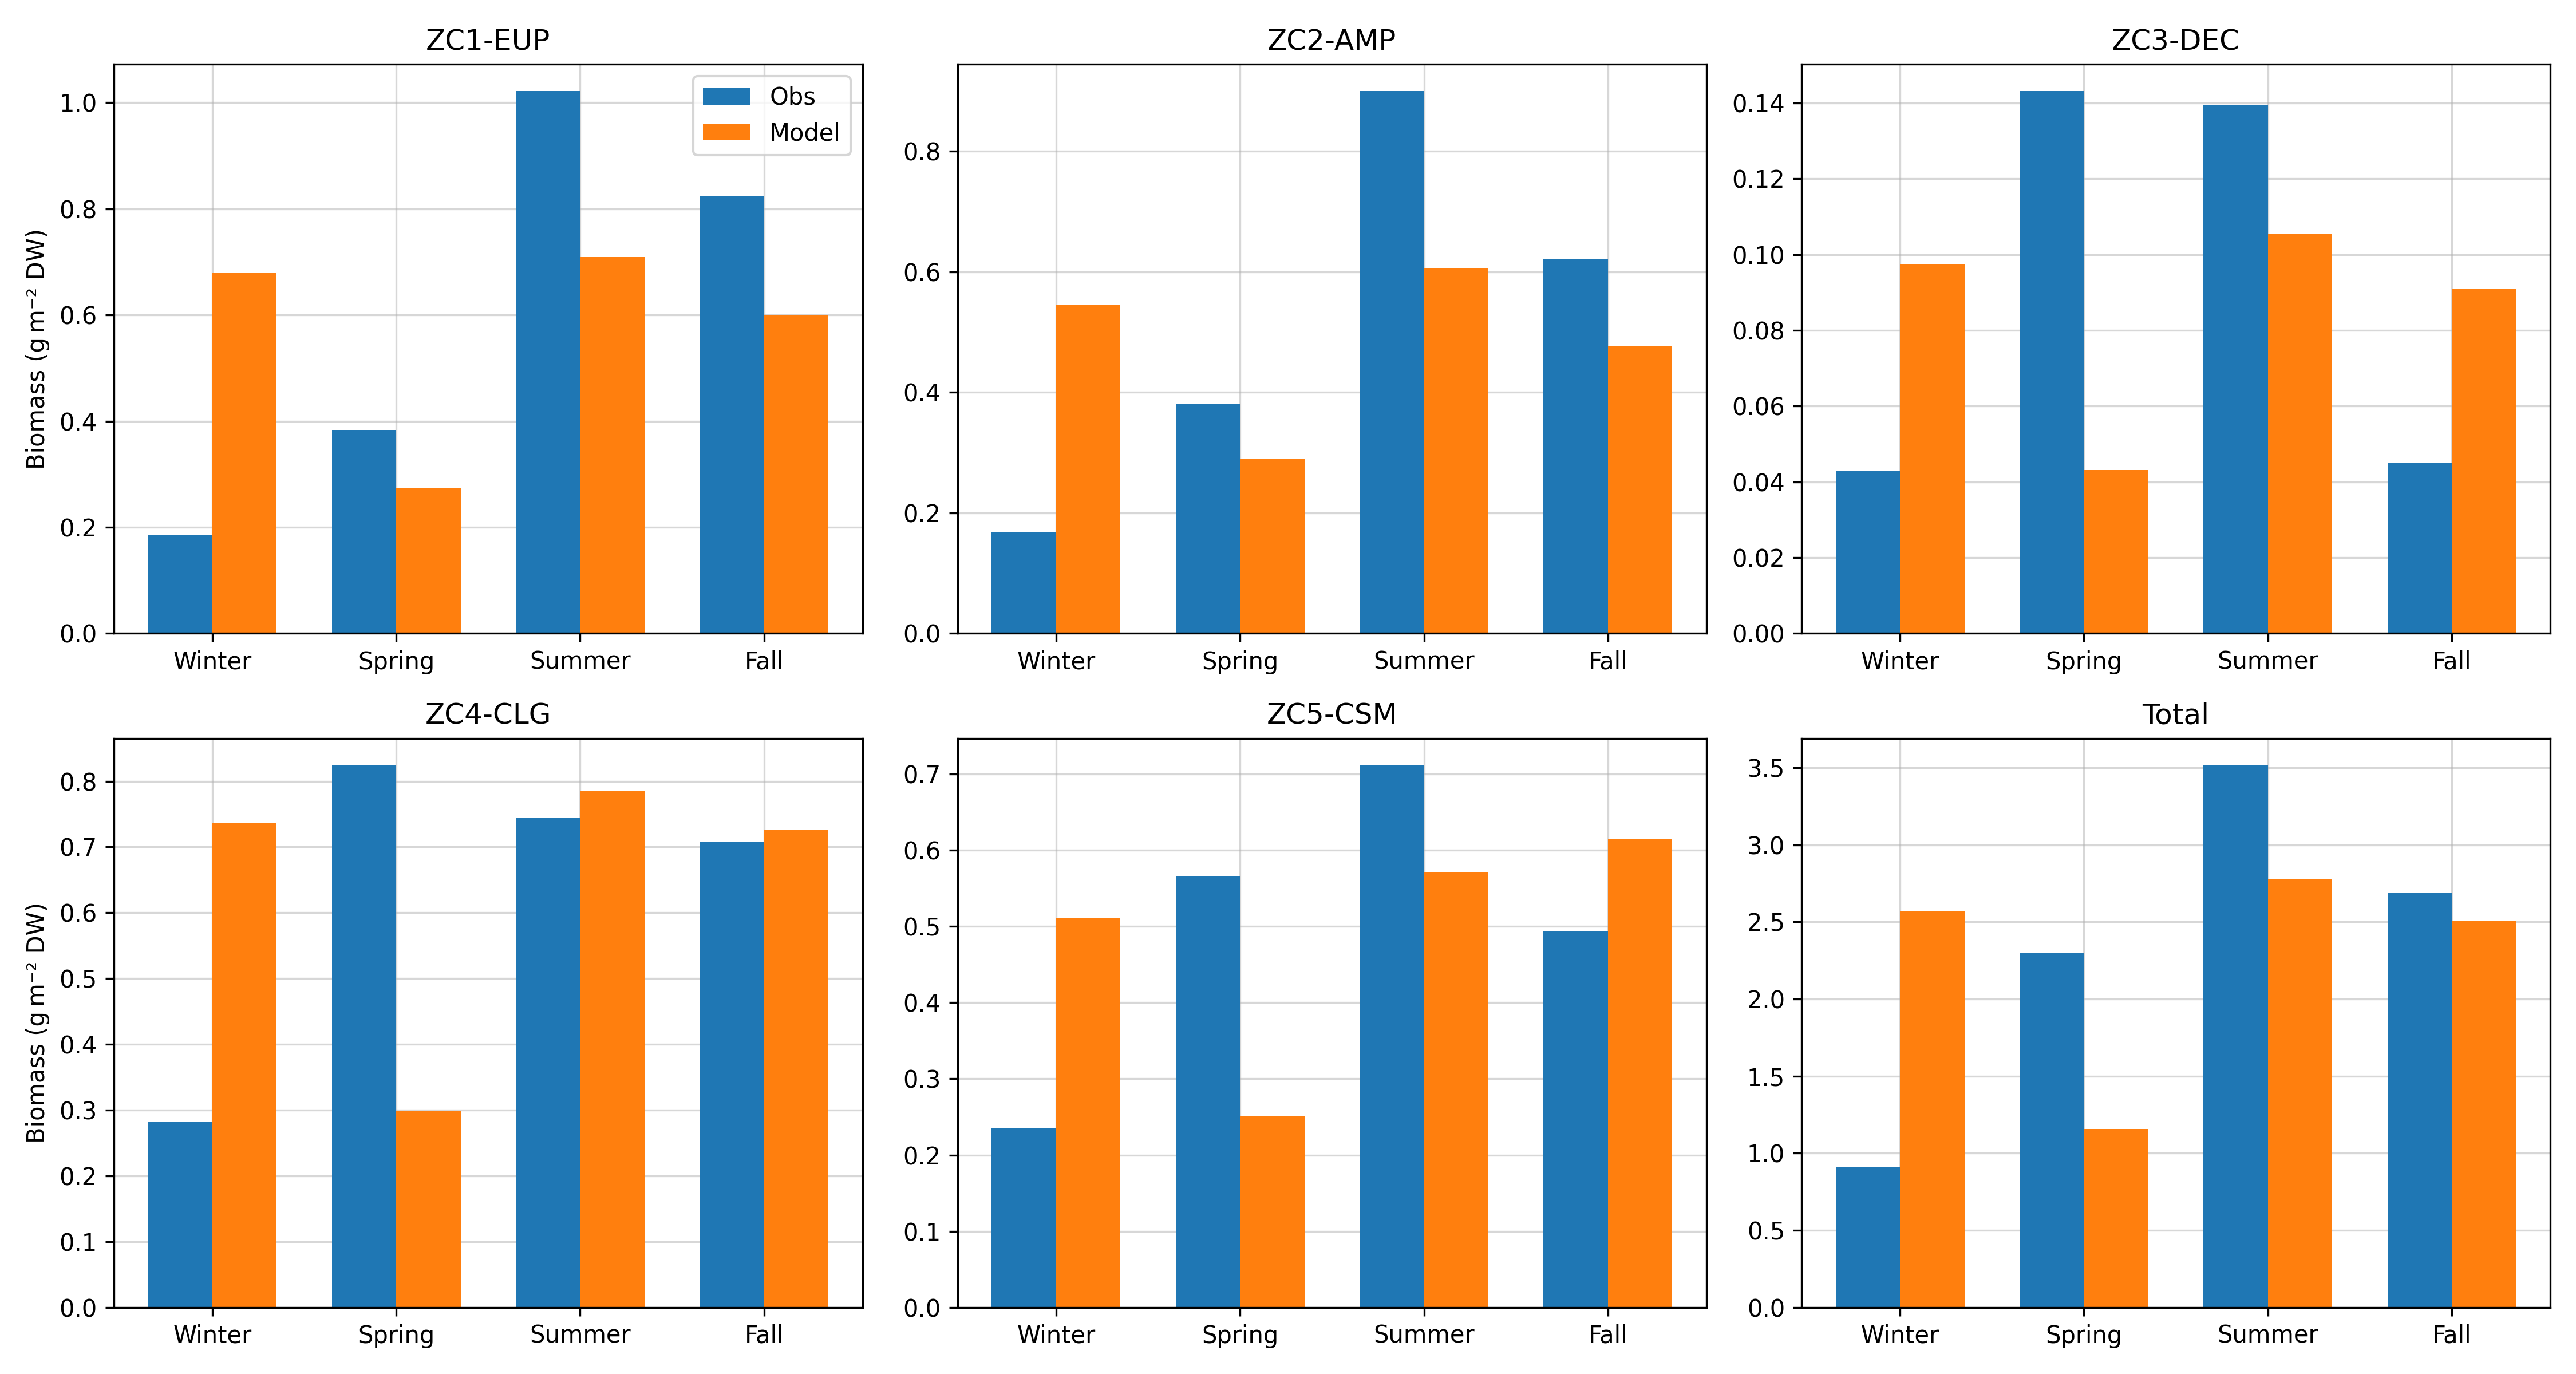 ZC1-EUP
Biomass (g m⁻² DW)
1.0
0.8
0.6
0.4
0.2
0.0
Obs
Model
Winter Spring Summer Fall
ZC2-AMP
0.8
0.6
0.4
0.2
0.0
Winter Spring Summer Fall
ZC3-DEC
0.14
0.12
0.10
0.08
0.06
0.04
0.02
0.00
Winter Spring Summer Fall
ZC4-CLG
Biomass (g m⁻² DW)
0.8
0.7
0.6
0.5
0.4
0.3
0.2
0.1
0.0
Winter Spring Summer Fall
ZC5-CSM
0.7
0.6
0.5
0.4
0.3
0.2
0.1
0.0
Winter Spring Summer Fall
Total
3.5
3.0
2.5
2.0
1.5
1.0
0.5
0.0
Winter Spring Summer Fall